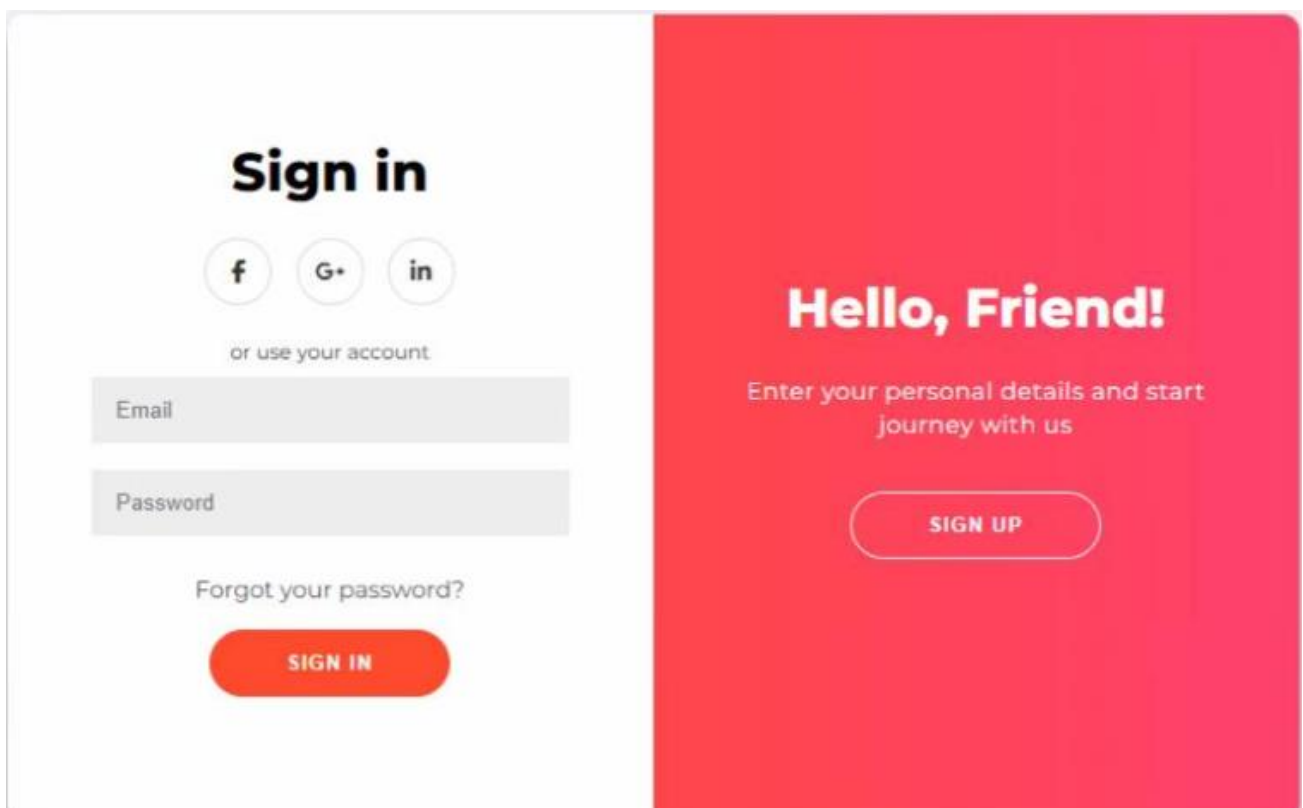 Sign in
f
G+
in
or use your account
Email
Password
Forgot your password?
SIGN IN
Hello, Friend!
Enter your personal details and start
journey with us
SIGN UP